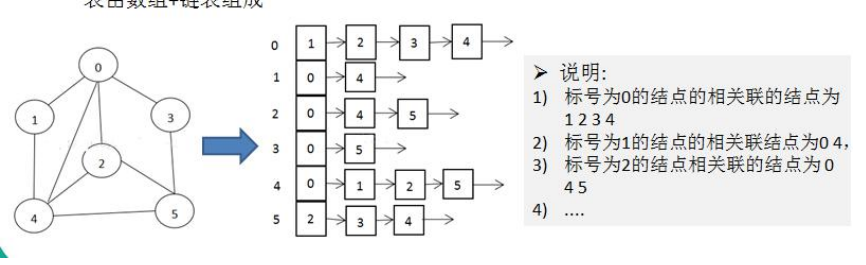 表由数组+链表组成
0
1
3
2
4
5
0 1 2 3 4
1 0 4
2 0 4 5
3 0 5
4 0 1 2 5
5 2 3 4
➢ 说明:
1) 标号为0的结点的相关联的结点为
1 2 3 4
2) 标号为1的结点的相关联结点为0 4,
3) 标号为2的结点相关联的结点为 0
4 5
4) ....